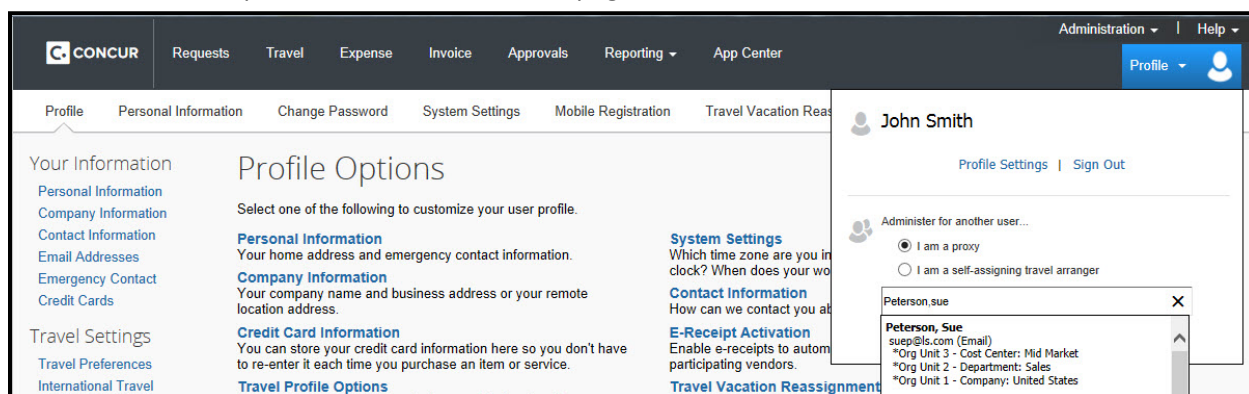 Administration | Help
C. CONCUR Requests Travel Expense Invoice Approvals Reporting App Center
Profile
Profile Personal Information Change Password System Settings Mobile Registration Travel Vacation Reas
John Smith
Profile Settings | Sign Out
Administer for another user...
I am a proxy
I am a self-assigning travel arranger
Peterson,sue
Peterson, Sue
suep@ls.com (Email)
*Org Unit 3 - Cost Center: Mid Market
*Org Unit 2 - Department: Sales
*Org Unit 1 - Company: United States
Your Information
Personal Information
Company Information
Contact Information
Email Addresses
Emergency Contact
Credit Cards
Travel Settings
Travel Preferences
International Travel
Profile Options
Select one of the following to customize your user profile.
Personal Information
Your home address and emergency contact information.
Company Information
Your company name and business address or your remote
location address.
Credit Card Information
You can store your credit card information here so you don't have
to re-enter it each time you purchase an item or service.
Travel Profile Options
System Settings
Which time zone are you in
clock? When does your wo
Contact Information
How can we contact you ab
E-Receipt Activation
Enable e-receipts to autom
participating vendors.
Travel Vacation Reassignment